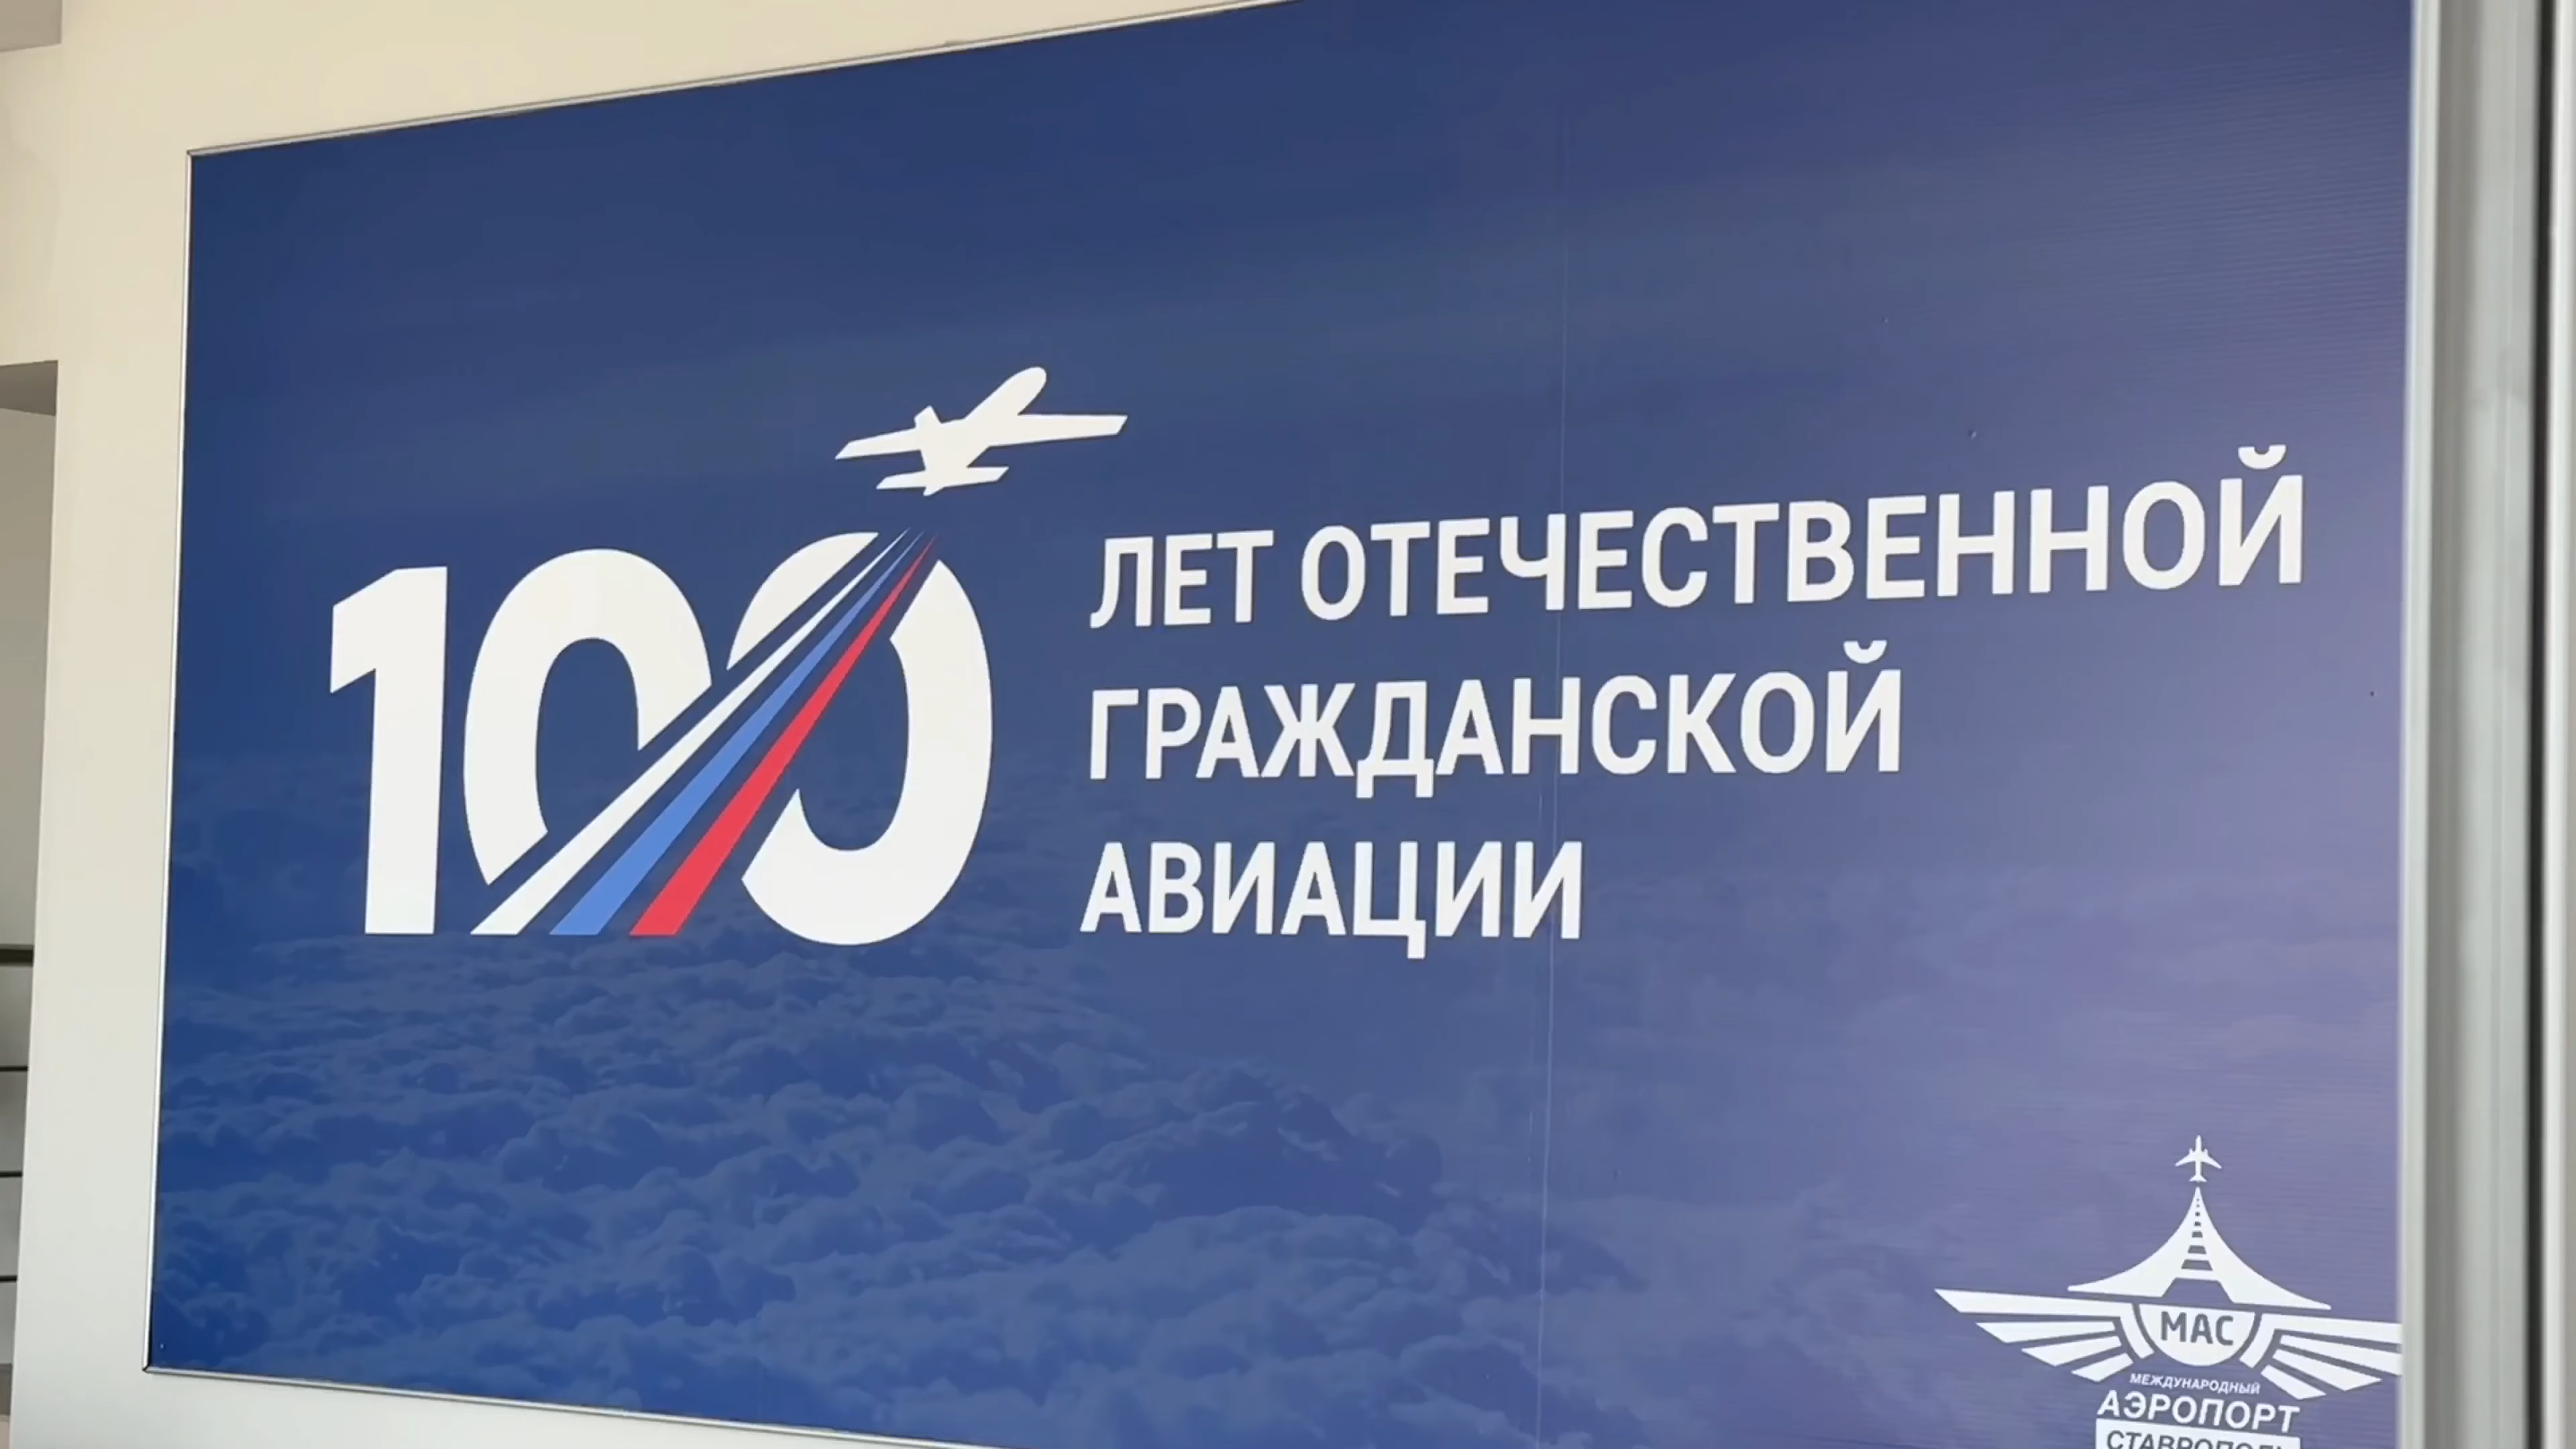 100
ЛЕТ ОТЕЧЕСТВЕННОЙ
ГРАЖДАНСКОЙ
АВИАЦИИ
МАС
МЕЖДУНАРОДНЫЙ
АЭРОПОРТ
СТАВРОПОЛЬ